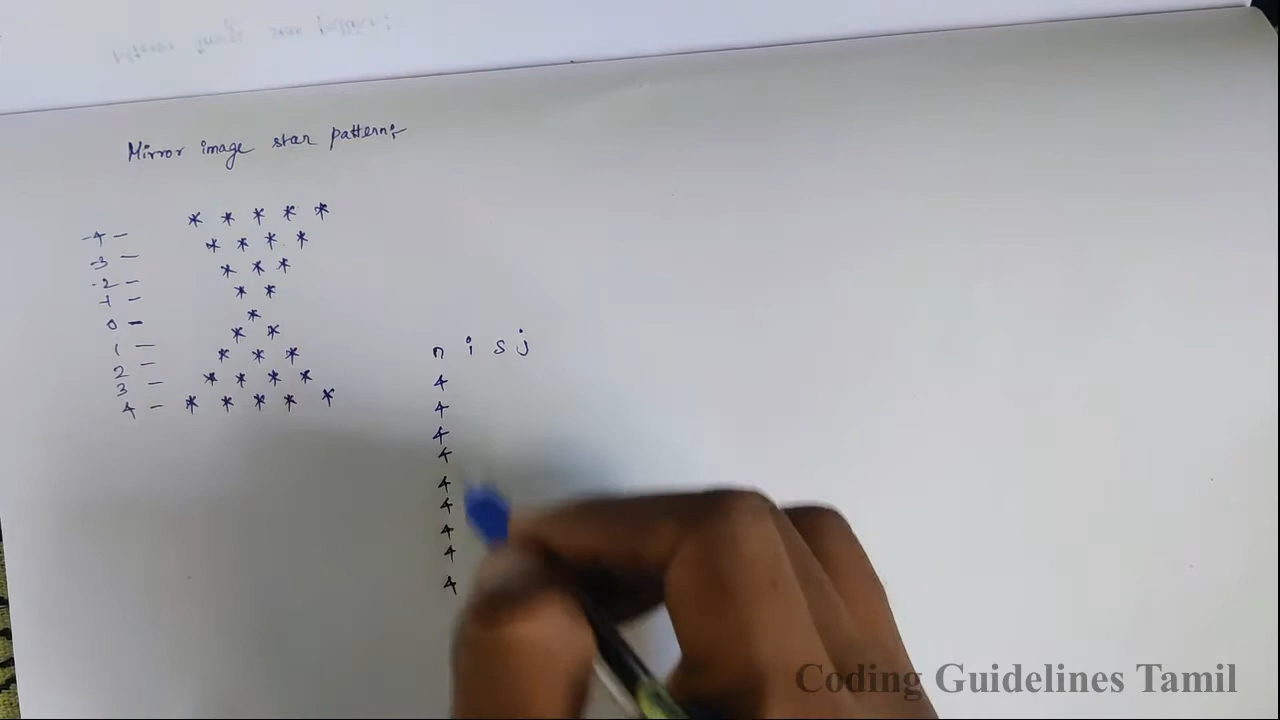 Mirror image star pattern:
-4 - * * * * *
-3 - * * * *
-2 - * * *
-1 - * *
0 - *
1 - * *
2 - * * *
3 - * * * *
4 - * * * * *
n i s j
4
4
4
4
4
4
4
4
4
Coding Guidelines Tamil